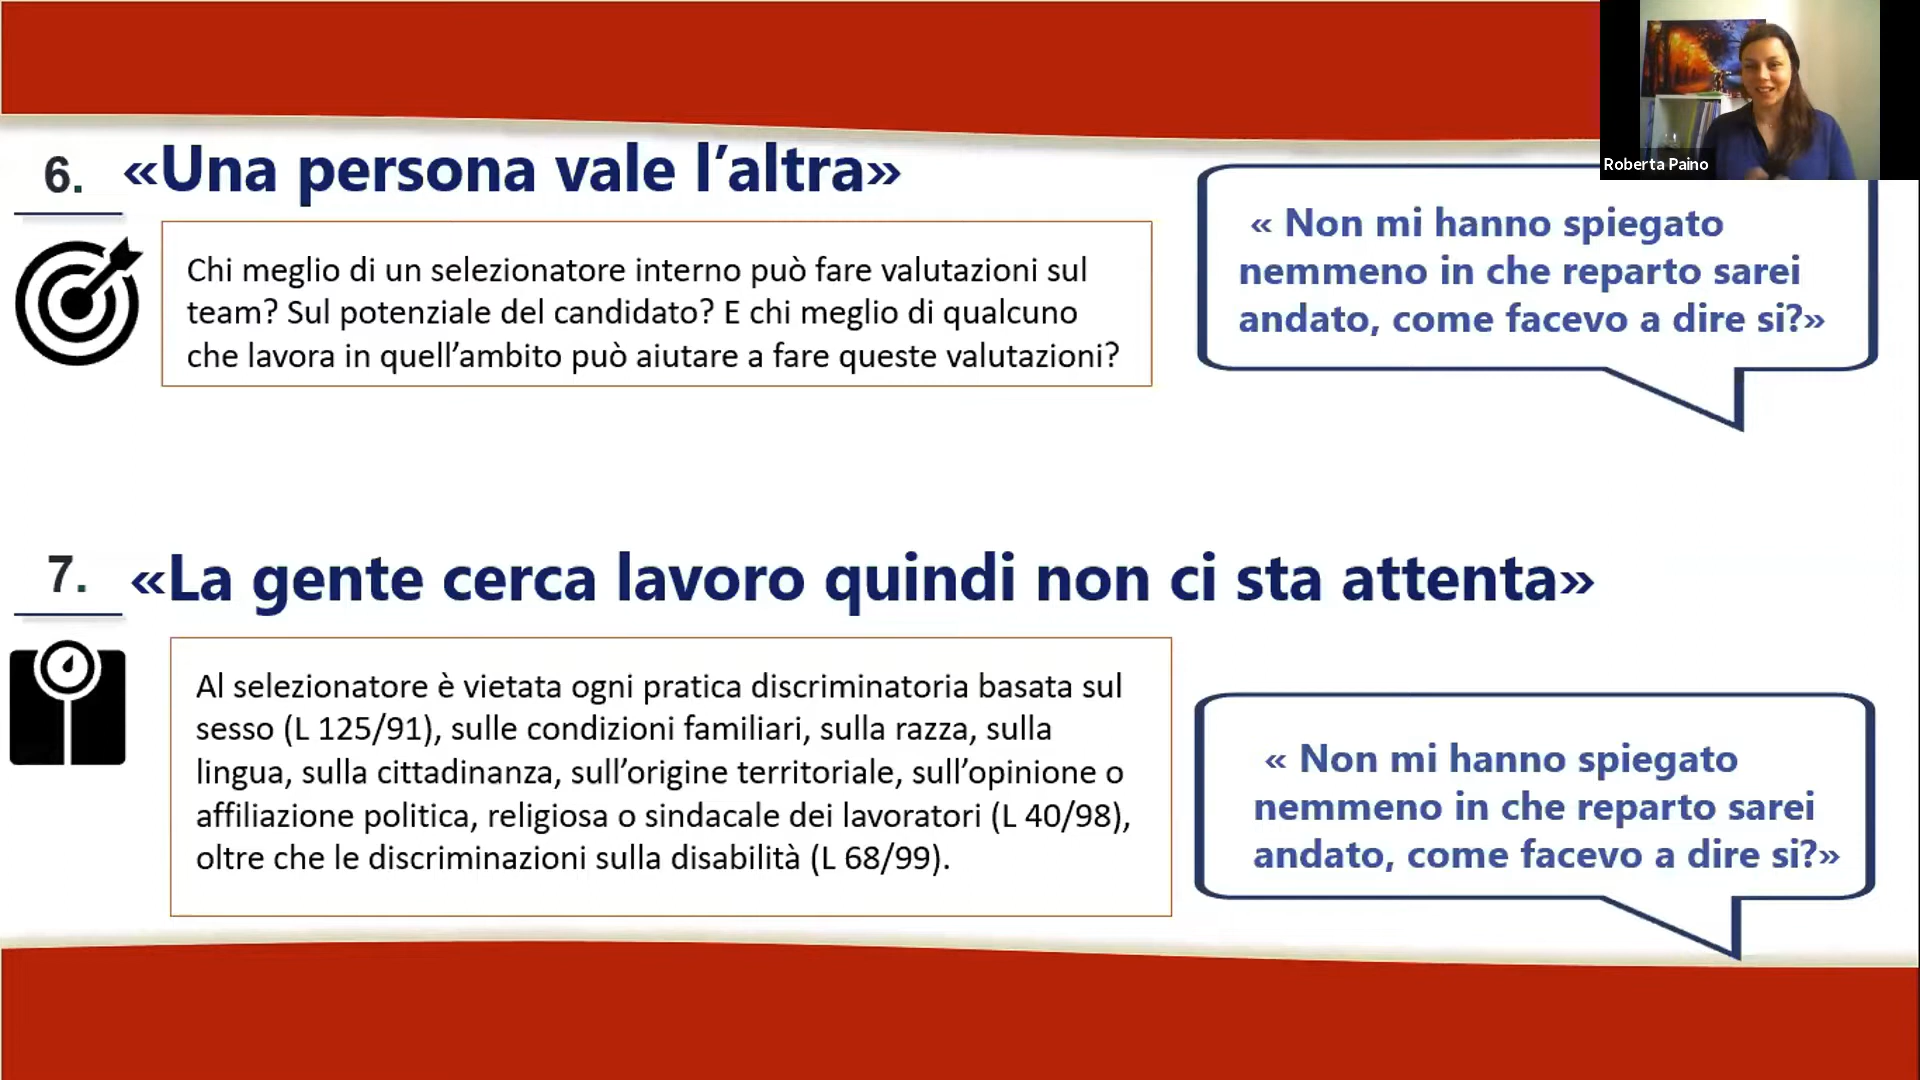 Roberta Paino
6. «Una persona vale l’altra»
Chi meglio di un selezionatore interno può fare valutazioni sul
team? Sul potenziale del candidato? E chi meglio di qualcuno
che lavora in quell’ambito può aiutare a fare queste valutazioni?
« Non mi hanno spiegato
nemmeno in che reparto sarei
andato, come facevo a dire si?»
7. «La gente cerca lavoro quindi non ci sta attenta»
Al selezionatore è vietata ogni pratica discriminatoria basata sul
sesso (L 125/91), sulle condizioni familiari, sulla razza, sulla
lingua, sulla cittadinanza, sull’origine territoriale, sull’opinione o
affiliazione politica, religiosa o sindacale dei lavoratori (L 40/98),
oltre che le discriminazioni sulla disabilità (L 68/99).
« Non mi hanno spiegato
nemmeno in che reparto sarei
andato, come facevo a dire si?»